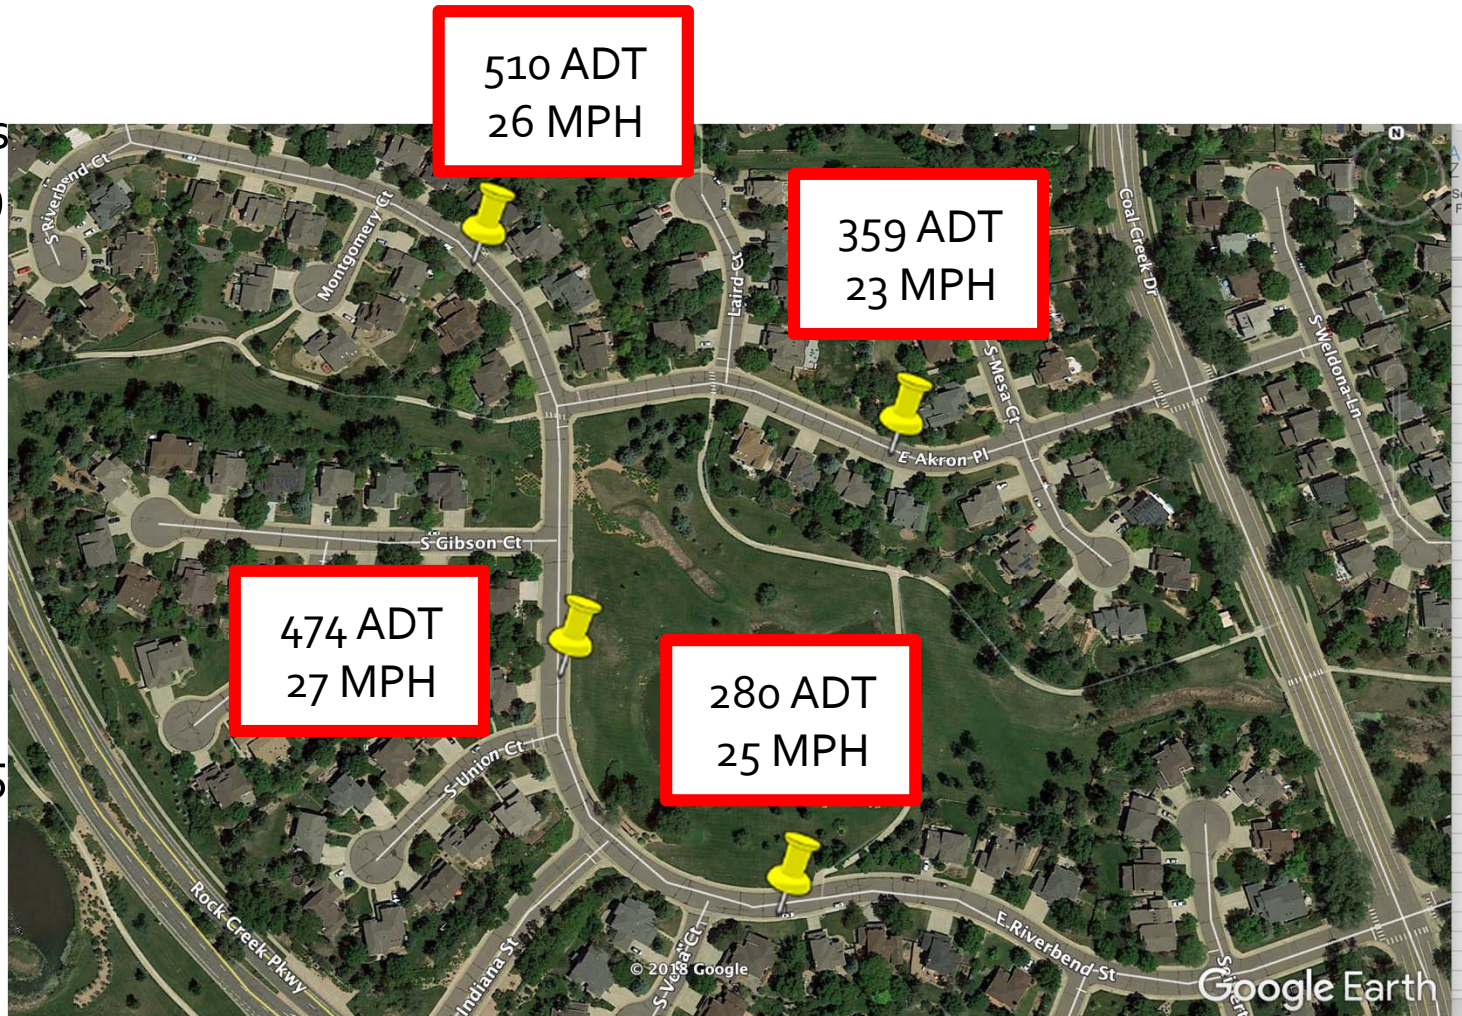 510 ADT
26 MPH
359 ADT
23 MPH
474 ADT
27 MPH
280 ADT
25 MPH
S Riverbend Ct
Montgomery Ct
Laird Ct
Coal Creek Dr
S Mesa Ct
S Weldona Ln
E Akron Pl
S Gibson Ct
S Union Ct
Rock Creek Pkwy
Indiana St
E Riverbend St
N
© 2018 Google
Google Earth